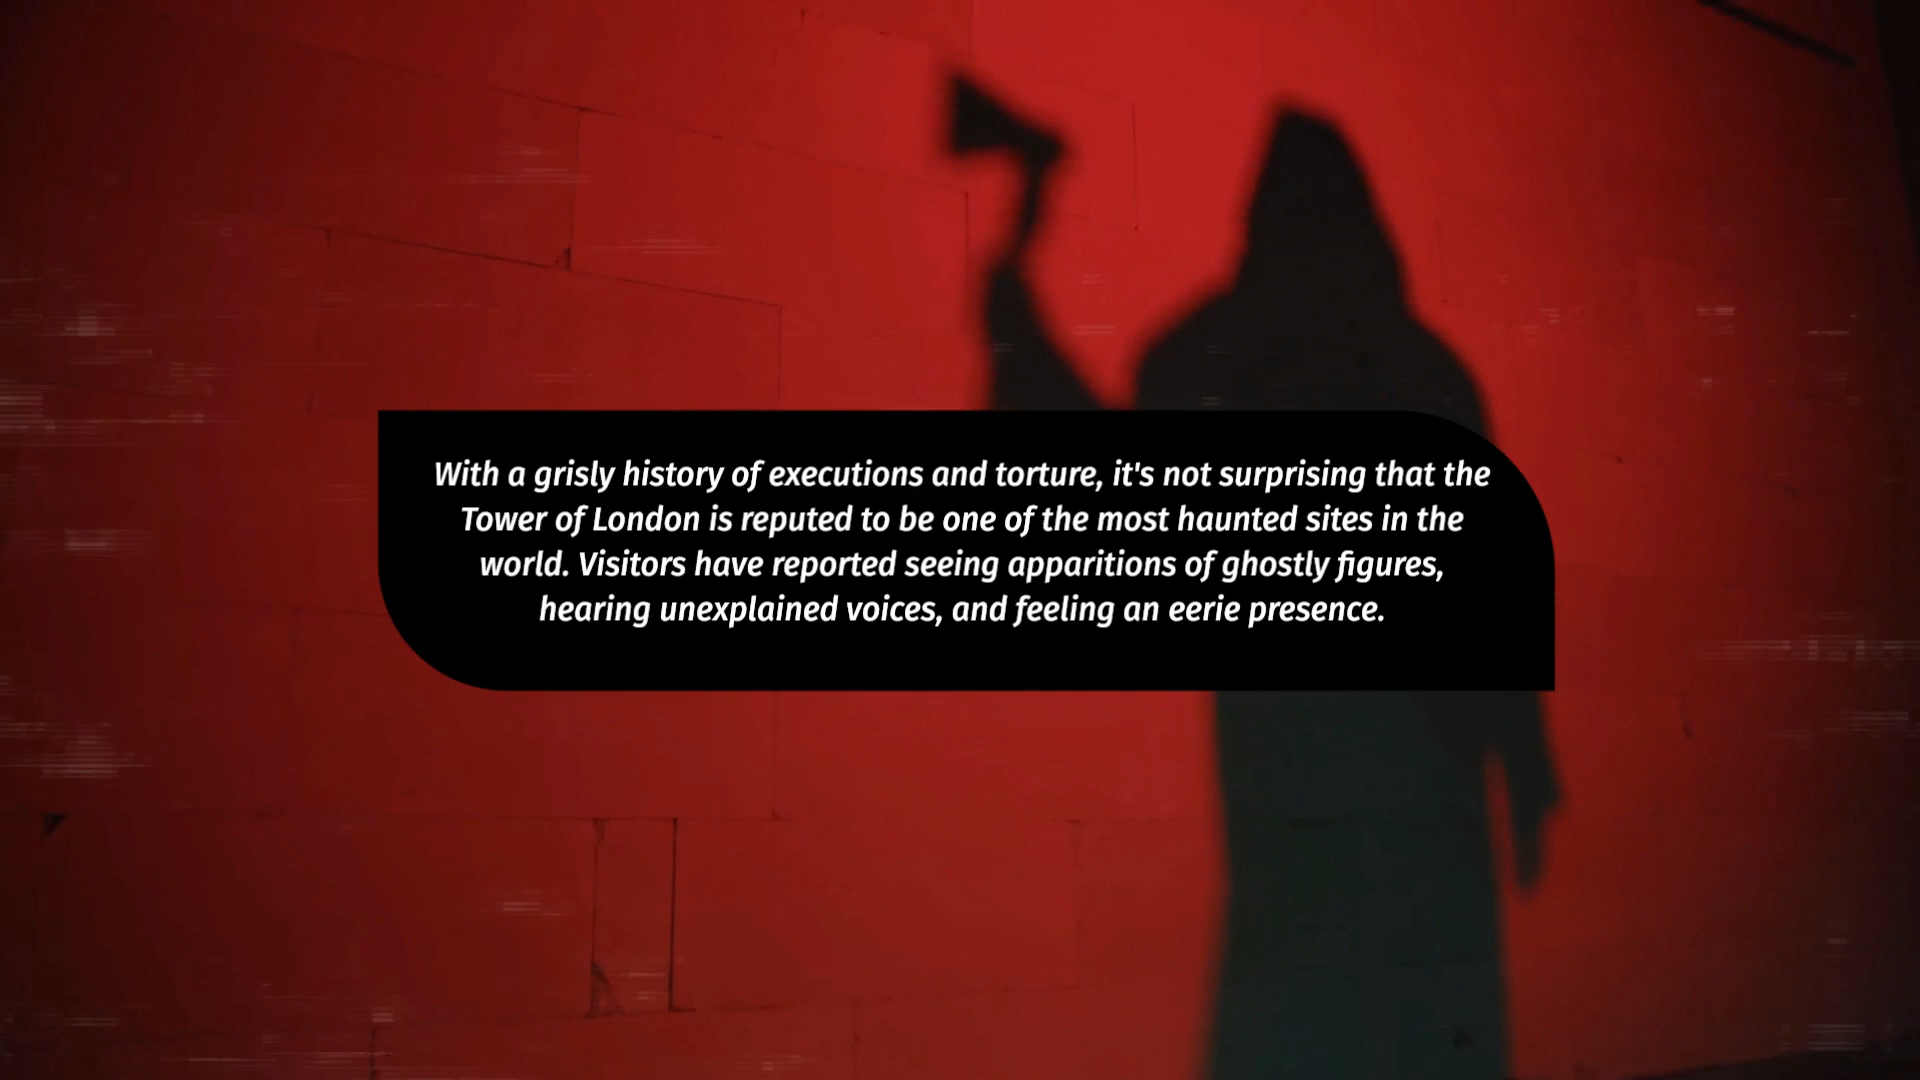 With a grisly history of executions and torture, it's not surprising that the
Tower of London is reputed to be one of the most haunted sites in the
world. Visitors have reported seeing apparitions of ghostly figures,
hearing unexplained voices, and feeling an eerie presence.